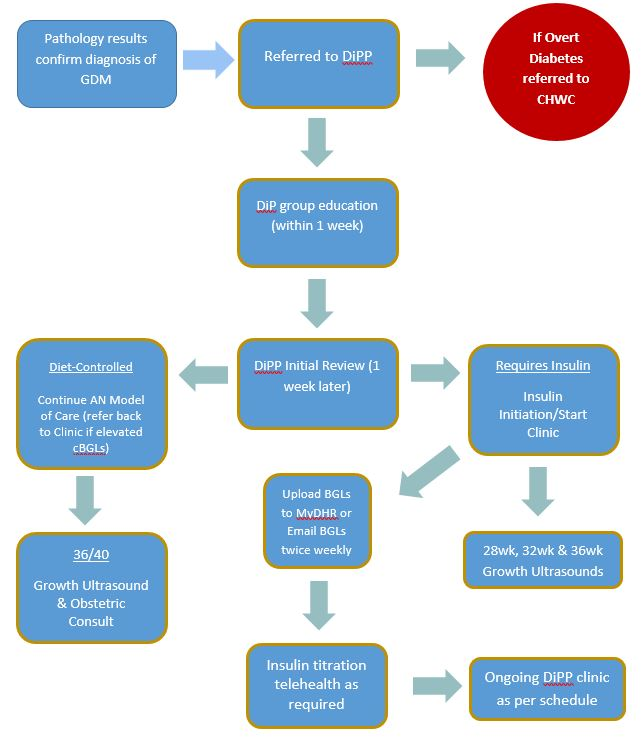 Pathology results
confirm diagnosis of
GDM
Referred to DiPP
If Overt
Diabetes
referred to
CHWC
DiP group education
(within 1 week)
Diet-Controlled
Continue AN Model
of Care (refer back
to Clinic if elevated
cBGLs)
DiPP Initial Review (1
week later)
Requires Insulin
Insulin
Initiation/Start
Clinic
Upload BGLs
to MyDHR or
Email BGLs
twice weekly
36/40
Growth Ultrasound
& Obstetric
Consult
28wk, 32wk & 36wk
Growth Ultrasounds
Insulin titration
telehealth as
required
Ongoing DiPP clinic
as per schedule